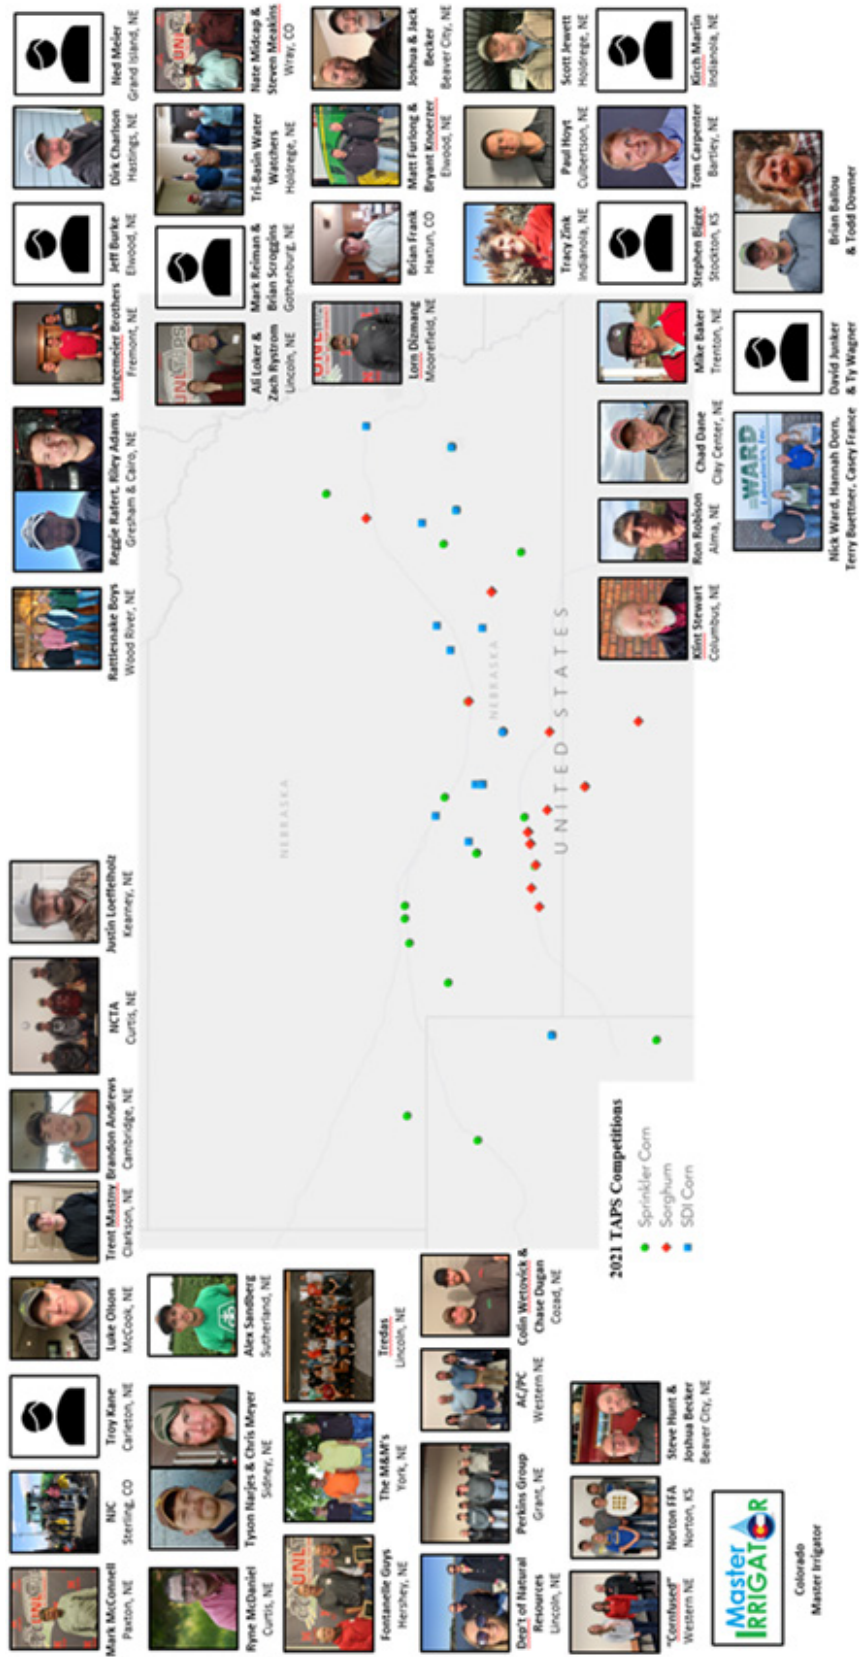 Mark McConnell
Paxton, NE
NJC
Sterling, CO
Troy Kane
Carleton, NE
Luke Olson
McCook, NE
Trent Mastny
Clarkson, NE
Brandon Andrews
Cambridge, NE
NCTA
Curtis, NE
Justin Loeffelholz
Kearney, NE
Rattlesnake Boys
Wood River, NE
Reggie Rafert, Riley Adams
Gresham & Cairo, NE
Langemeier Brothers
Fremont, NE
Jeff Burke
Elwood, NE
Dirk Charlson
Hastings, NE
Ned Meier
Grand Island, NE
Ryne McDaniel
Curtis, NE
Tyson Narjes & Chris Meyer
Sidney, NE
Alex Sandberg
Sutherland, NE
Ali Loker &
Zach Rystrom
Lincoln, NE
Mark Reiman &
Brian Scroggins
Gothenburg, NE
Tri-Basin Water
Watchers
Holdrege, NE
Nate Midcap &
Steven Meakins
Wray, CO
Fontanelle Guys
Hershey, NE
The M&M's
York, NE
Teedas
Lincoln, NE
NEBRASKA
Lorn Dizmang
Moorefield, NE
Brian Frank
Haxtun, CO
Matt Furlong &
Bryant Knoerzer
Elwood, NE
Joshua & Jack
Becker
Beaver City, NE
Dep't of Natural
Resources
Lincoln, NE
Perkins Group
Grant, NE
AC/PC
Western NE
Colin Wetovick &
Chase Dugan
Cozad, NE
NEBRASKA
Tracy Zink
Indianola, NE
Paul Hoyt
Culbertson, NE
Scott Jewett
Holdrege, NE
UNITED STATES
"Cornfused"
Western NE
Norton FFA
Norton, KS
Steve Hunt &
Joshua Becker
Beaver City, NE
2021 TAPS Competitions
Sprinkler Corn
Sorghum
SDI Corn
Klint Stewart
Columbus, NE
Ron Robison
Alma, NE
Chad Dane
Clay Center, NE
Mike Baker
Trenton, NE
Stephen Bigge
Stockton, KS
Tom Carpenter
Bartley, NE
Kirch Martin
Indianola, NE
Master
IRRIGATOR
Colorado
Master Irrigator
WARD
Laboratories, Inc.
Nick Ward, Hannah Dorn,
Terry Buettner, Casey France
David Junker
& Ty Wagner
Brian Ballou
& Todd Downer